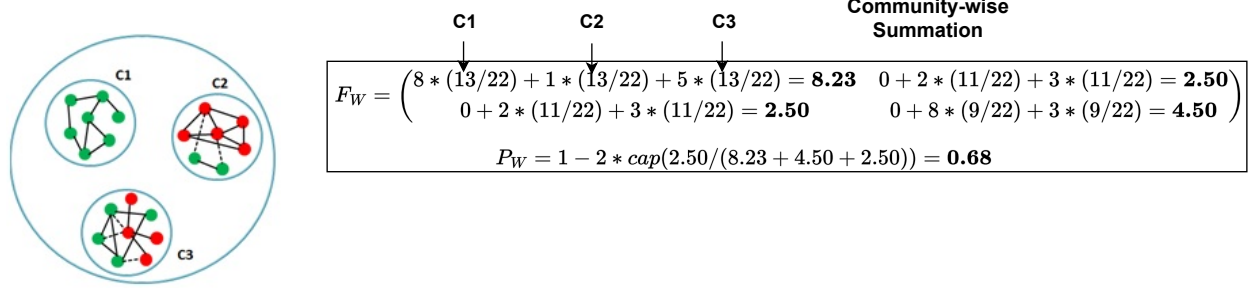 Community-wise
Summation
C1 C2 C3
C1
C2
C3
F_W = ( 8 * (13/22) + 1 * (13/22) + 5 * (13/22) = 8.23 0 + 2 * (11/22) + 3 * (11/22) = 2.50
0 + 2 * (11/22) + 3 * (11/22) = 2.50 0 + 8 * (9/22) + 3 * (9/22) = 4.50 )
P_W = 1 − 2 * cap(2.50/(8.23 + 4.50 + 2.50)) = 0.68